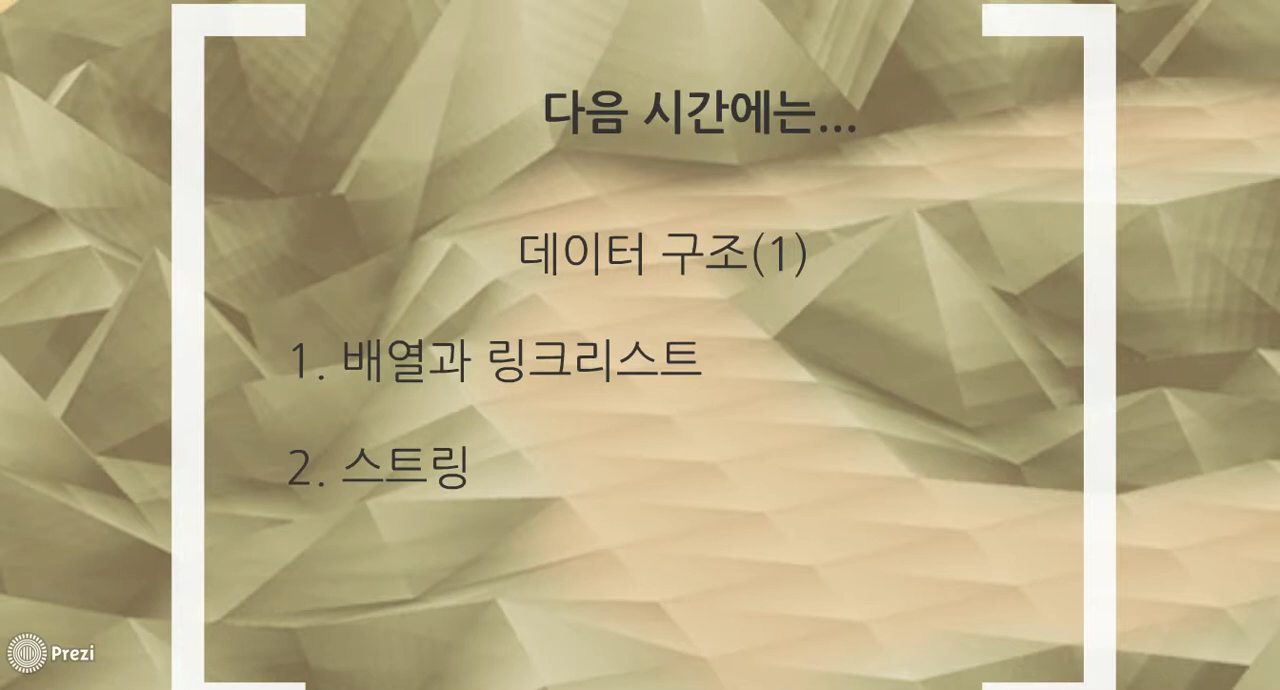 다음 시간에는...
데이터 구조(1)
1. 배열과 링크리스트
2. 스트링
Prezi